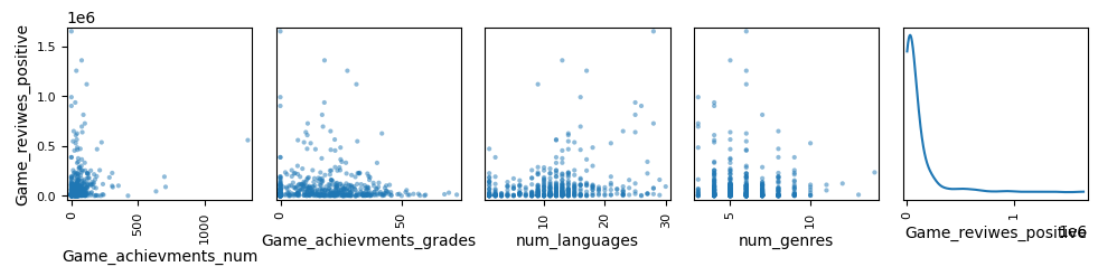 1e6
Game_reviwes_positive
1.5
1.0
0.5
0.0
0 500 1000
0 50
10 20 30
5 10
0 1
Game_achievments_num
Game_achievments_grades
num_languages
num_genres
Game_reviwes_positive
1e6